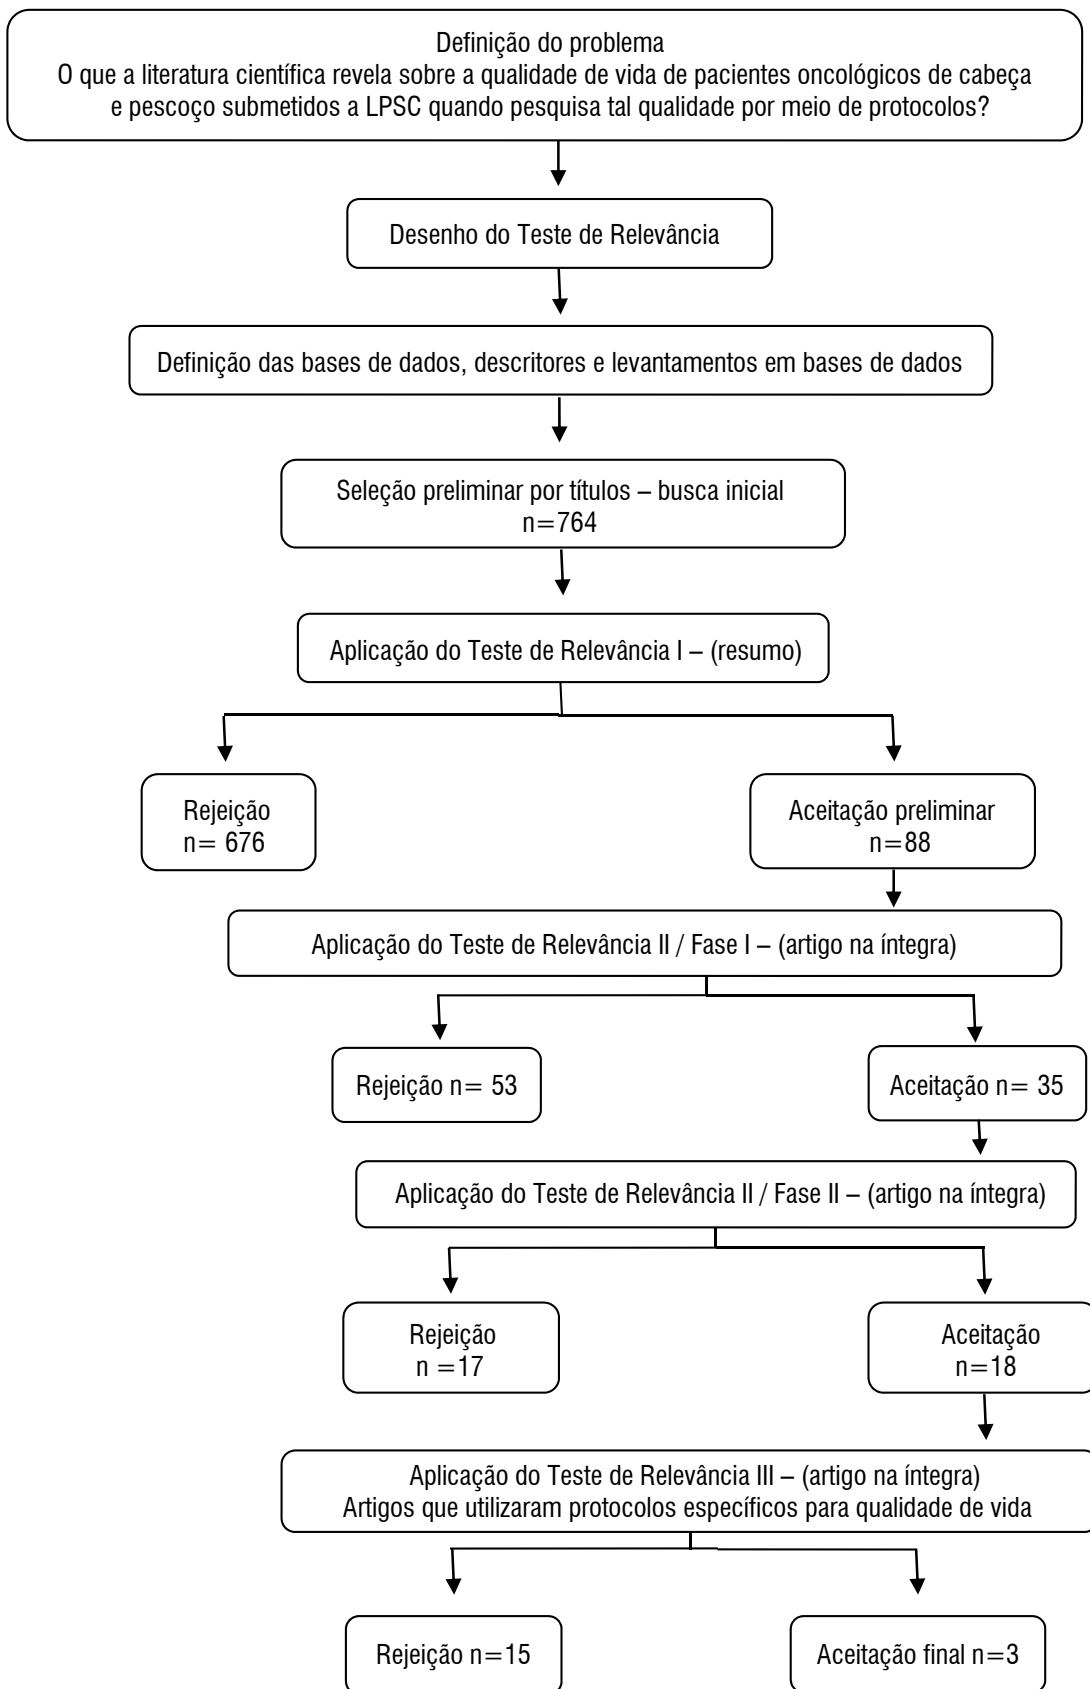 Definição do problema
O que a literatura científica revela sobre a qualidade de vida de pacientes oncológicos de cabeça
e pescoço submetidos a LPSC quando pesquisa tal qualidade por meio de protocolos?
Desenho do Teste de Relevância
Definição das bases de dados, descritores e levantamentos em bases de dados
Seleção preliminar por títulos – busca inicial
n=764
Aplicação do Teste de Relevância I – (resumo)
Rejeição
n= 676
Aceitação preliminar
n=88
Aplicação do Teste de Relevância II / Fase I – (artigo na íntegra)
Rejeição n= 53
Aceitação n= 35
Aplicação do Teste de Relevância II / Fase II – (artigo na íntegra)
Rejeição
n =17
Aceitação
n=18
Aplicação do Teste de Relevância III – (artigo na íntegra)
Artigos que utilizaram protocolos específicos para qualidade de vida
Rejeição n=15
Aceitação final n=3